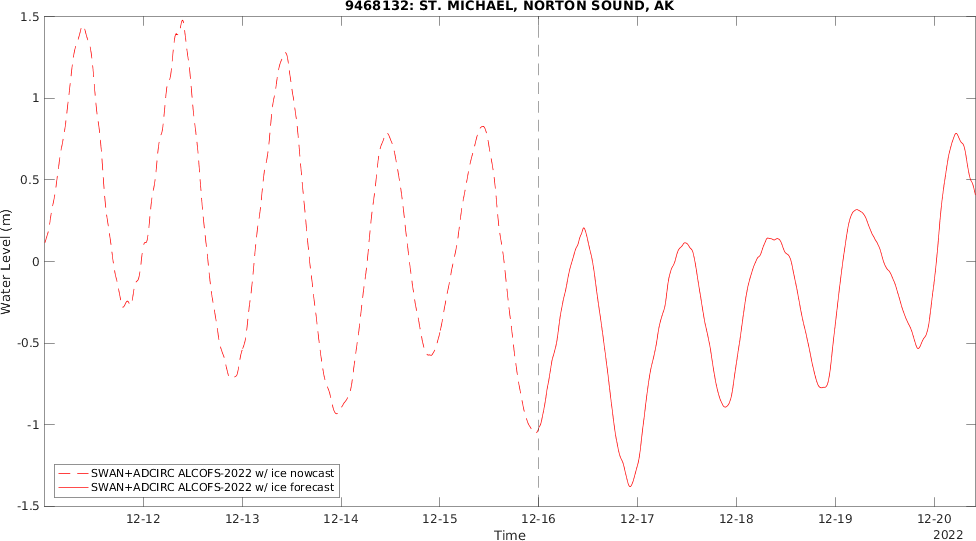 9468132: ST. MICHAEL, NORTON SOUND, AK
1.5
1
0.5
0
-0.5
-1
-1.5
Water Level (m)
SWAN+ADCIRC ALCOFS-2022 w/ ice nowcast
SWAN+ADCIRC ALCOFS-2022 w/ ice forecast
12-12 12-13 12-14 12-15 12-16 12-17 12-18 12-19 12-20
Time
2022